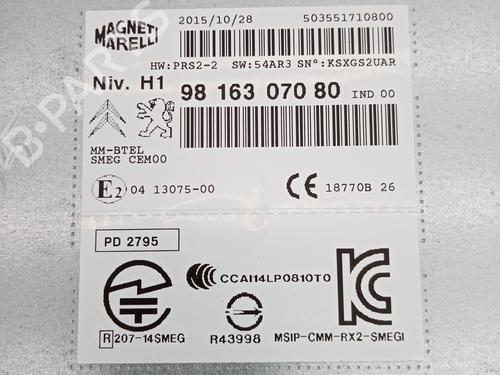 MAGNETI
MARELLI
2015/10/28 503551710800
HW:PRS2-2 SW:54AR3 SN°:KSXGS2UAR
Niv. H1
98 163 070 80 IND 00
MM-BTEL
SMEG CEM00
E2 04 13075-00
CE 18770B 26
PD 2795
CCAI14LP0810T0
R 207-14SMEG
R43998
KC
MSIP-CMM-RX2-SMEGI